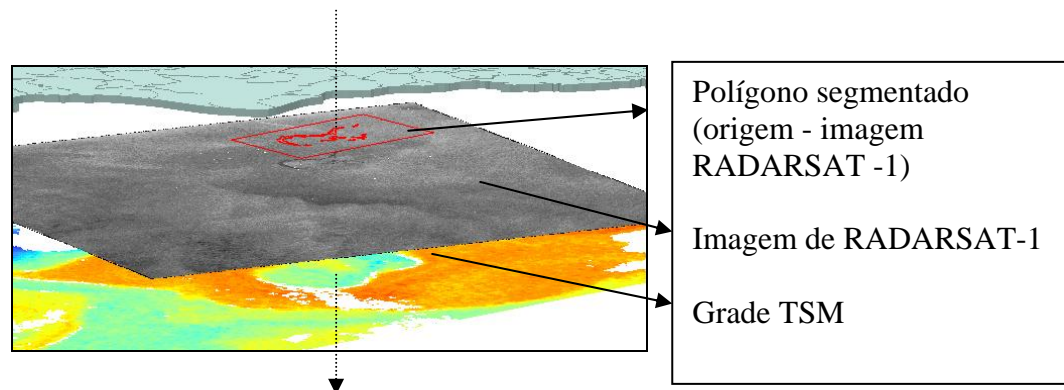 Polígono segmentado
(origem - imagem
RADARSAT -1)
Imagem de RADARSAT-1
Grade TSM